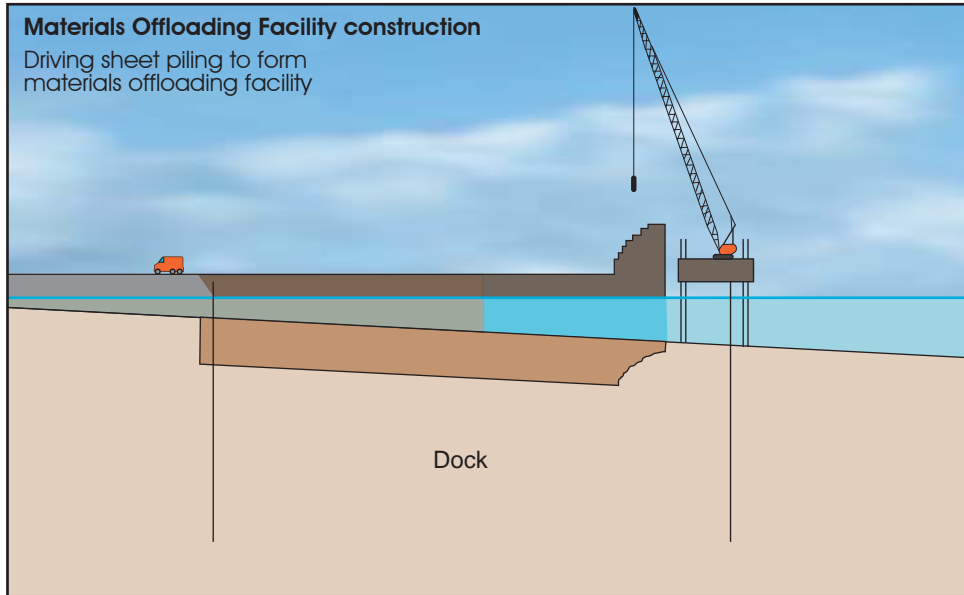 Materials Offloading Facility construction
Driving sheet piling to form
materials offloading facility
Dock